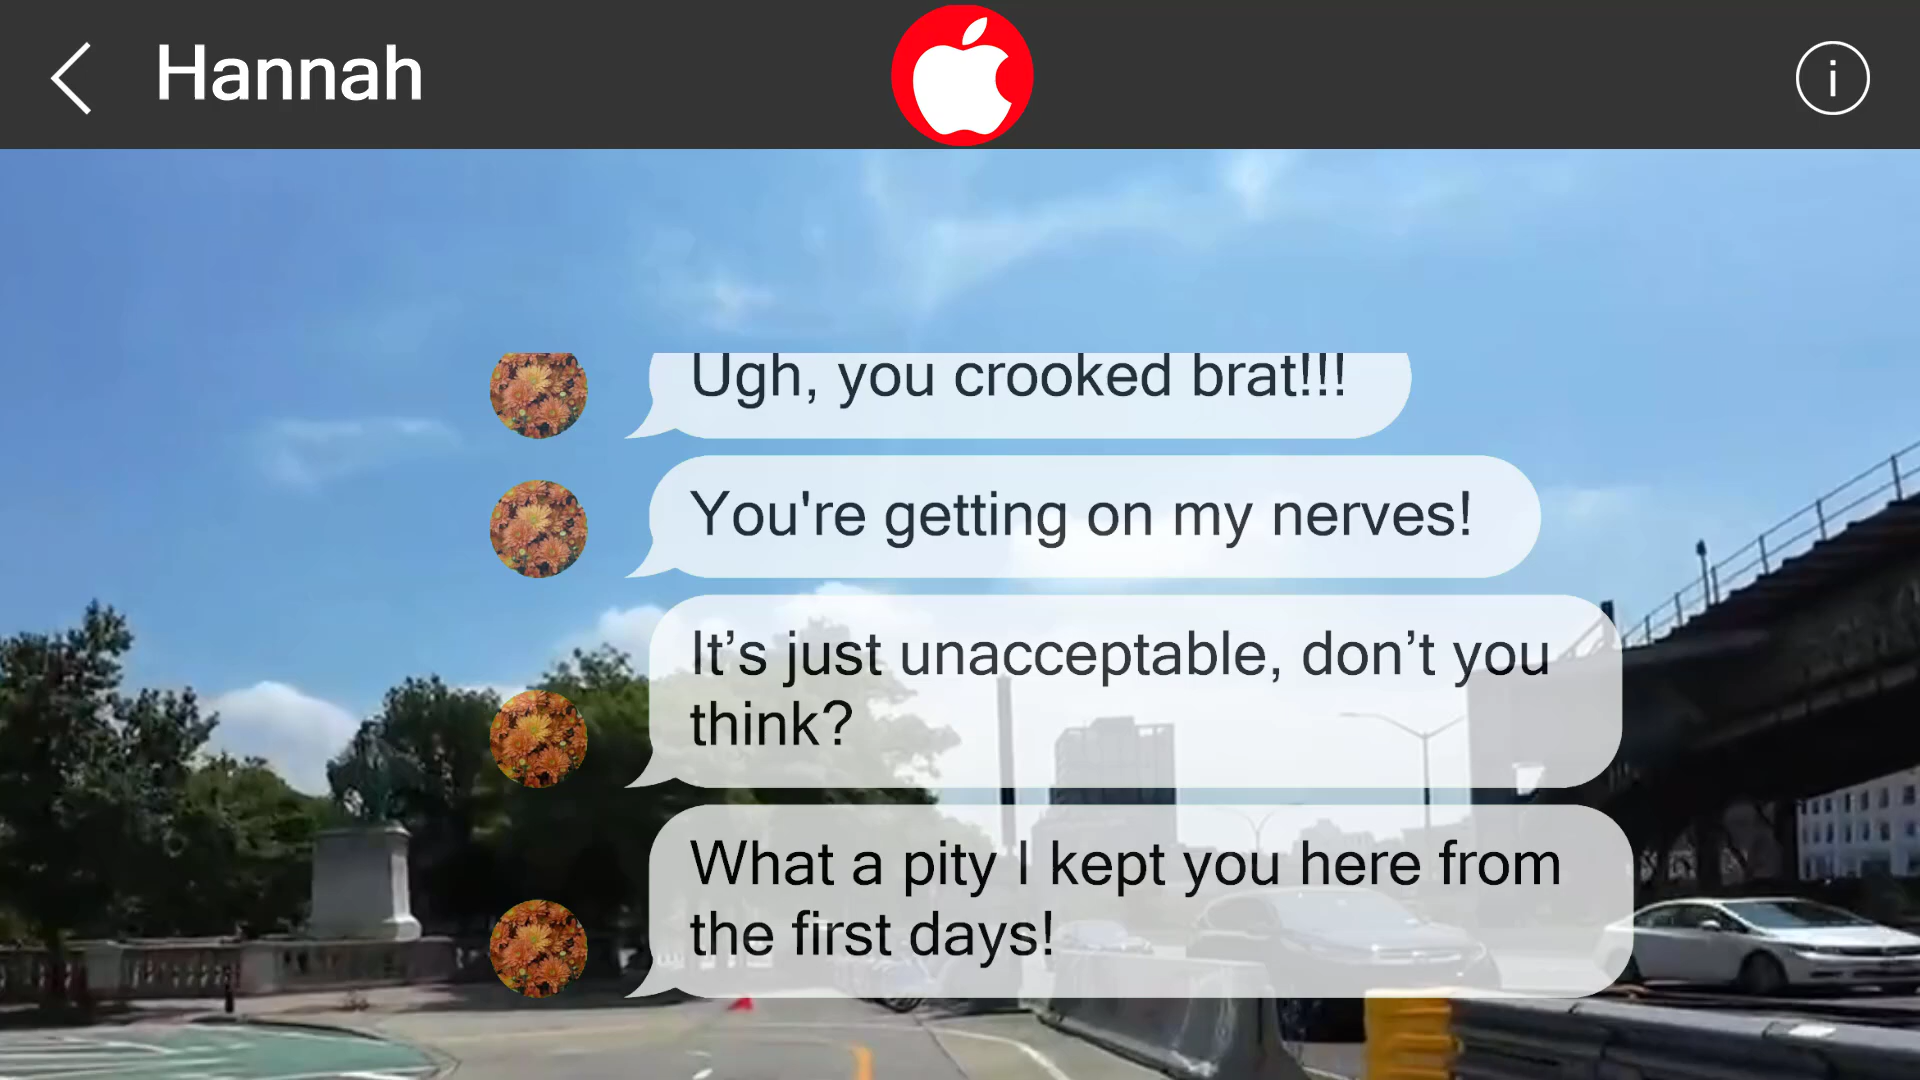 Hannah
i
Ugh, you crooked brat!!!
You're getting on my nerves!
It’s just unacceptable, don’t you
think?
What a pity I kept you here from
the first days!